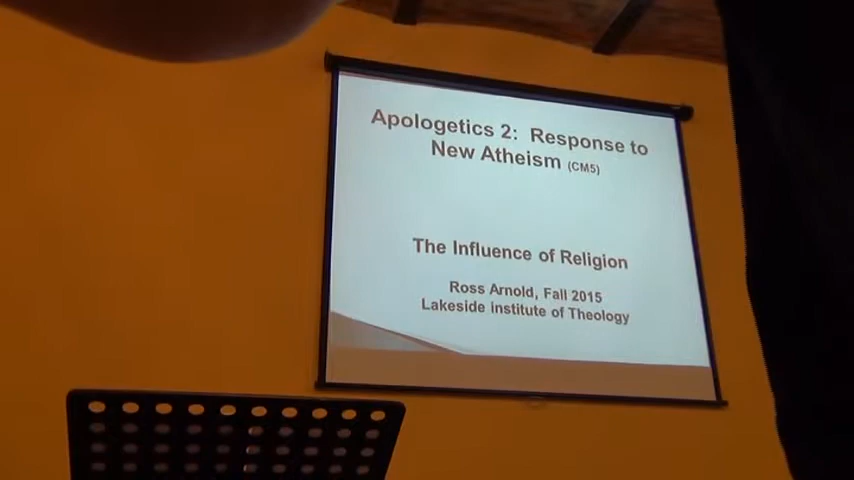 Apologetics 2: Response to
New Atheism (CM5)
The Influence of Religion
Ross Arnold, Fall 2015
Lakeside Institute of Theology